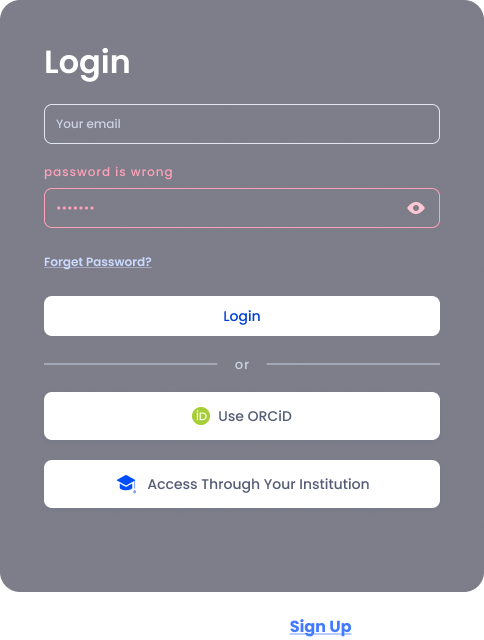 Login
Your email
password is wrong
•••••••
Forget Password?
Login
or
iD Use ORCiD
Access Through Your Institution
Sign Up